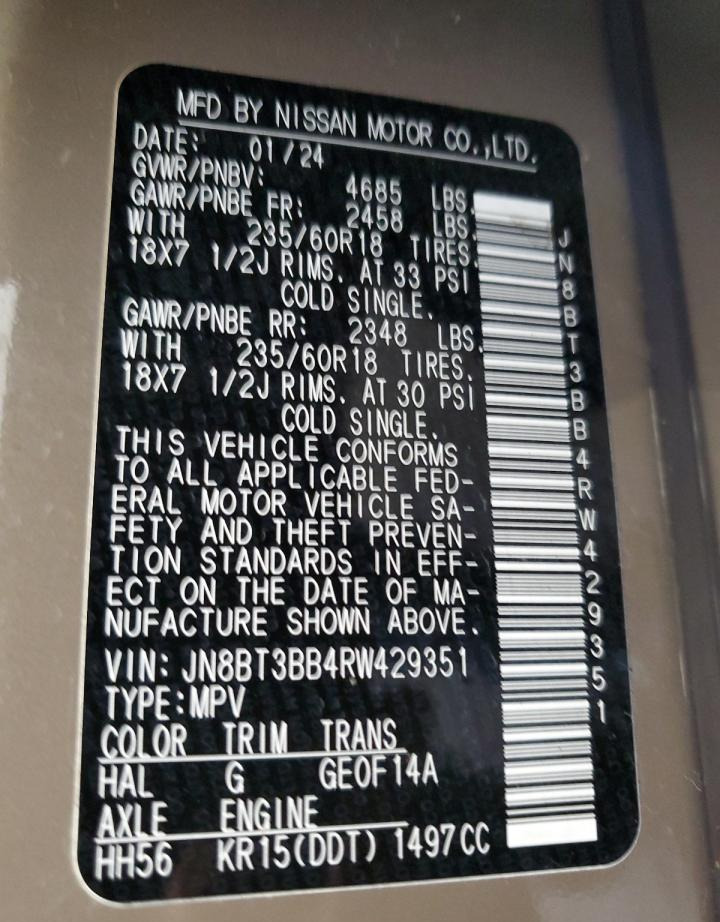 MFD BY NISSAN MOTOR CO.,LTD.
DATE: 01/24
GVWR/PNBV: 4685 LBS.
GAWR/PNBE FR: 2458 LBS.
WITH 235/60R18 TIRES.
18X7 1/2J RIMS. AT 33 PSI
COLD SINGLE.
GAWR/PNBE RR: 2348 LBS.
WITH 235/60R18 TIRES.
18X7 1/2J RIMS. AT 30 PSI
COLD SINGLE.
THIS VEHICLE CONFORMS
TO ALL APPLICABLE FED-
ERAL MOTOR VEHICLE SA-
FETY AND THEFT PREVEN-
TION STANDARDS IN EFF-
ECT ON THE DATE OF MA-
NUFACTURE SHOWN ABOVE.
VIN: JN8BT3BB4RW429351
TYPE:MPV
COLOR TRIM TRANS
HAL G GE0F14A
AXLE ENGINE
HH56 KR15(DDT) 1497CC
JN8BT3BB4RW429351